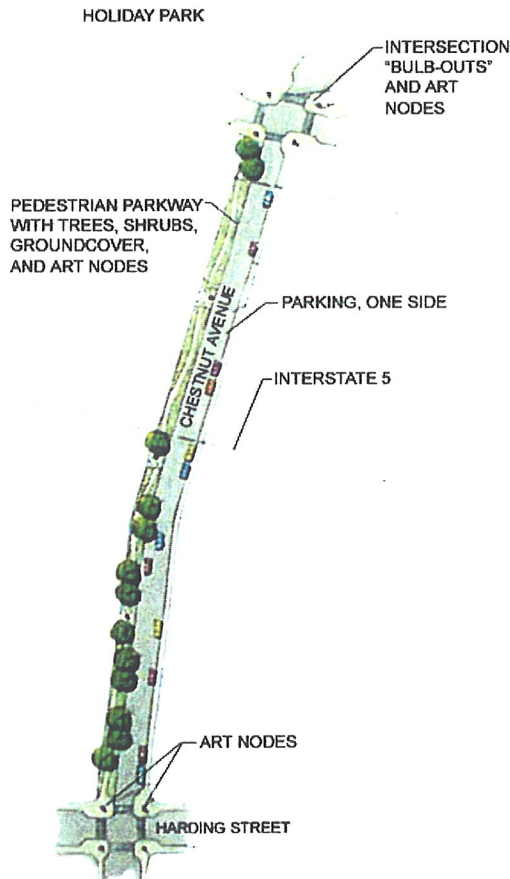 HOLIDAY PARK
INTERSECTION
"BULB-OUTS"
AND ART
NODES
PEDESTRIAN PARKWAY
WITH TREES, SHRUBS,
GROUNDCOVER,
AND ART NODES
PARKING, ONE SIDE
CHESTNUT AVENUE
INTERSTATE 5
ART NODES
HARDING STREET